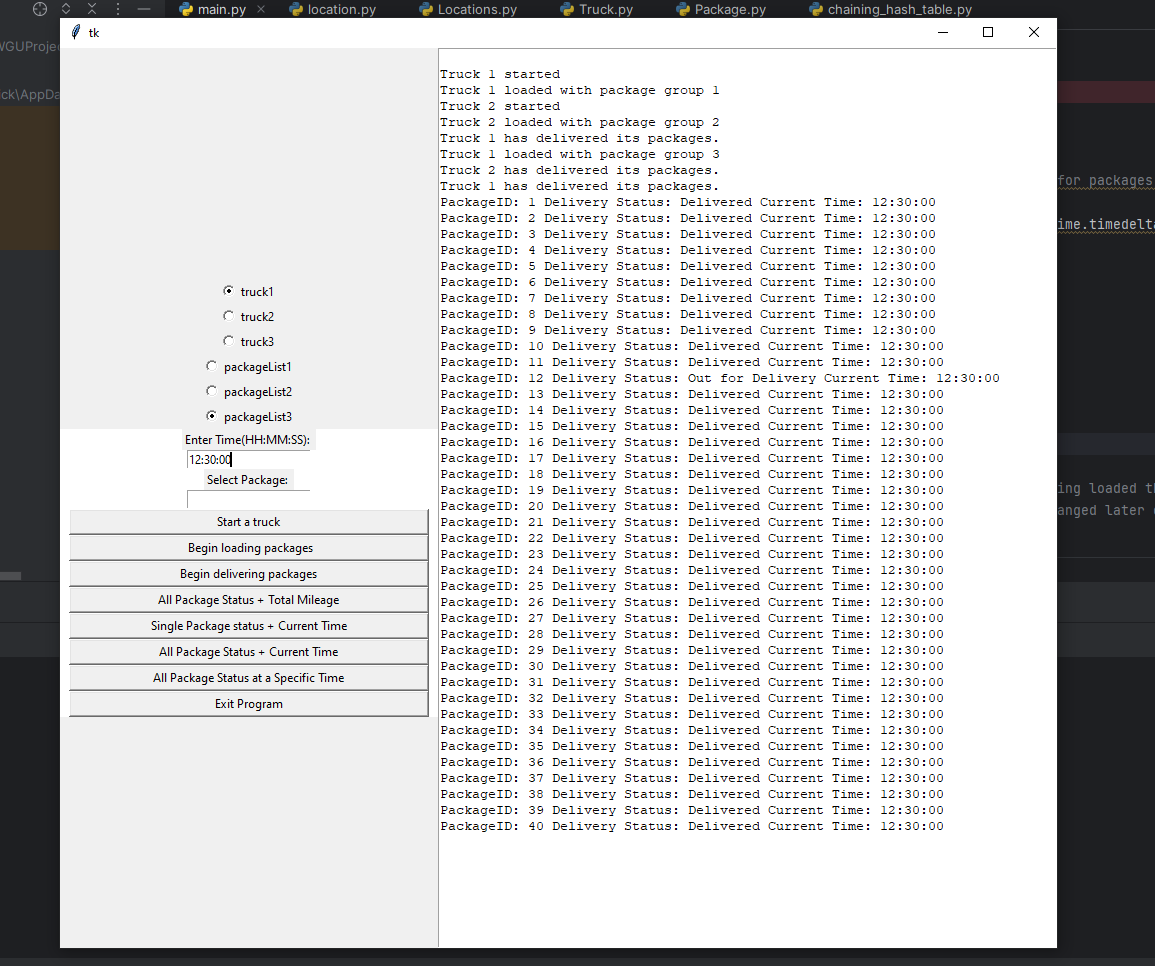 main.py location.py Locations.py Truck.py Package.py chaining_hash_table.py
tk
ck\AppDa
for packages
ime.timedelta
ing loaded th
anged later
truck1
truck2
truck3
packageList1
packageList2
packageList3
Enter Time(HH:MM:SS):
12:30:00
Select Package:
Start a truck
Begin loading packages
Begin delivering packages
All Package Status + Total Mileage
Single Package status + Current Time
All Package Status + Current Time
All Package Status at a Specific Time
Exit Program
Truck 1 started
Truck 1 loaded with package group 1
Truck 2 started
Truck 2 loaded with package group 2
Truck 1 has delivered its packages.
Truck 1 loaded with package group 3
Truck 2 has delivered its packages.
Truck 1 has delivered its packages.
PackageID: 1 Delivery Status: Delivered Current Time: 12:30:00
PackageID: 2 Delivery Status: Delivered Current Time: 12:30:00
PackageID: 3 Delivery Status: Delivered Current Time: 12:30:00
PackageID: 4 Delivery Status: Delivered Current Time: 12:30:00
PackageID: 5 Delivery Status: Delivered Current Time: 12:30:00
PackageID: 6 Delivery Status: Delivered Current Time: 12:30:00
PackageID: 7 Delivery Status: Delivered Current Time: 12:30:00
PackageID: 8 Delivery Status: Delivered Current Time: 12:30:00
PackageID: 9 Delivery Status: Delivered Current Time: 12:30:00
PackageID: 10 Delivery Status: Delivered Current Time: 12:30:00
PackageID: 11 Delivery Status: Delivered Current Time: 12:30:00
PackageID: 12 Delivery Status: Out for Delivery Current Time: 12:30:00
PackageID: 13 Delivery Status: Delivered Current Time: 12:30:00
PackageID: 14 Delivery Status: Delivered Current Time: 12:30:00
PackageID: 15 Delivery Status: Delivered Current Time: 12:30:00
PackageID: 16 Delivery Status: Delivered Current Time: 12:30:00
PackageID: 17 Delivery Status: Delivered Current Time: 12:30:00
PackageID: 18 Delivery Status: Delivered Current Time: 12:30:00
PackageID: 19 Delivery Status: Delivered Current Time: 12:30:00
PackageID: 20 Delivery Status: Delivered Current Time: 12:30:00
PackageID: 21 Delivery Status: Delivered Current Time: 12:30:00
PackageID: 22 Delivery Status: Delivered Current Time: 12:30:00
PackageID: 23 Delivery Status: Delivered Current Time: 12:30:00
PackageID: 24 Delivery Status: Delivered Current Time: 12:30:00
PackageID: 25 Delivery Status: Delivered Current Time: 12:30:00
PackageID: 26 Delivery Status: Delivered Current Time: 12:30:00
PackageID: 27 Delivery Status: Delivered Current Time: 12:30:00
PackageID: 28 Delivery Status: Delivered Current Time: 12:30:00
PackageID: 29 Delivery Status: Delivered Current Time: 12:30:00
PackageID: 30 Delivery Status: Delivered Current Time: 12:30:00
PackageID: 31 Delivery Status: Delivered Current Time: 12:30:00
PackageID: 32 Delivery Status: Delivered Current Time: 12:30:00
PackageID: 33 Delivery Status: Delivered Current Time: 12:30:00
PackageID: 34 Delivery Status: Delivered Current Time: 12:30:00
PackageID: 35 Delivery Status: Delivered Current Time: 12:30:00
PackageID: 36 Delivery Status: Delivered Current Time: 12:30:00
PackageID: 37 Delivery Status: Delivered Current Time: 12:30:00
PackageID: 38 Delivery Status: Delivered Current Time: 12:30:00
PackageID: 39 Delivery Status: Delivered Current Time: 12:30:00
PackageID: 40 Delivery Status: Delivered Current Time: 12:30:00